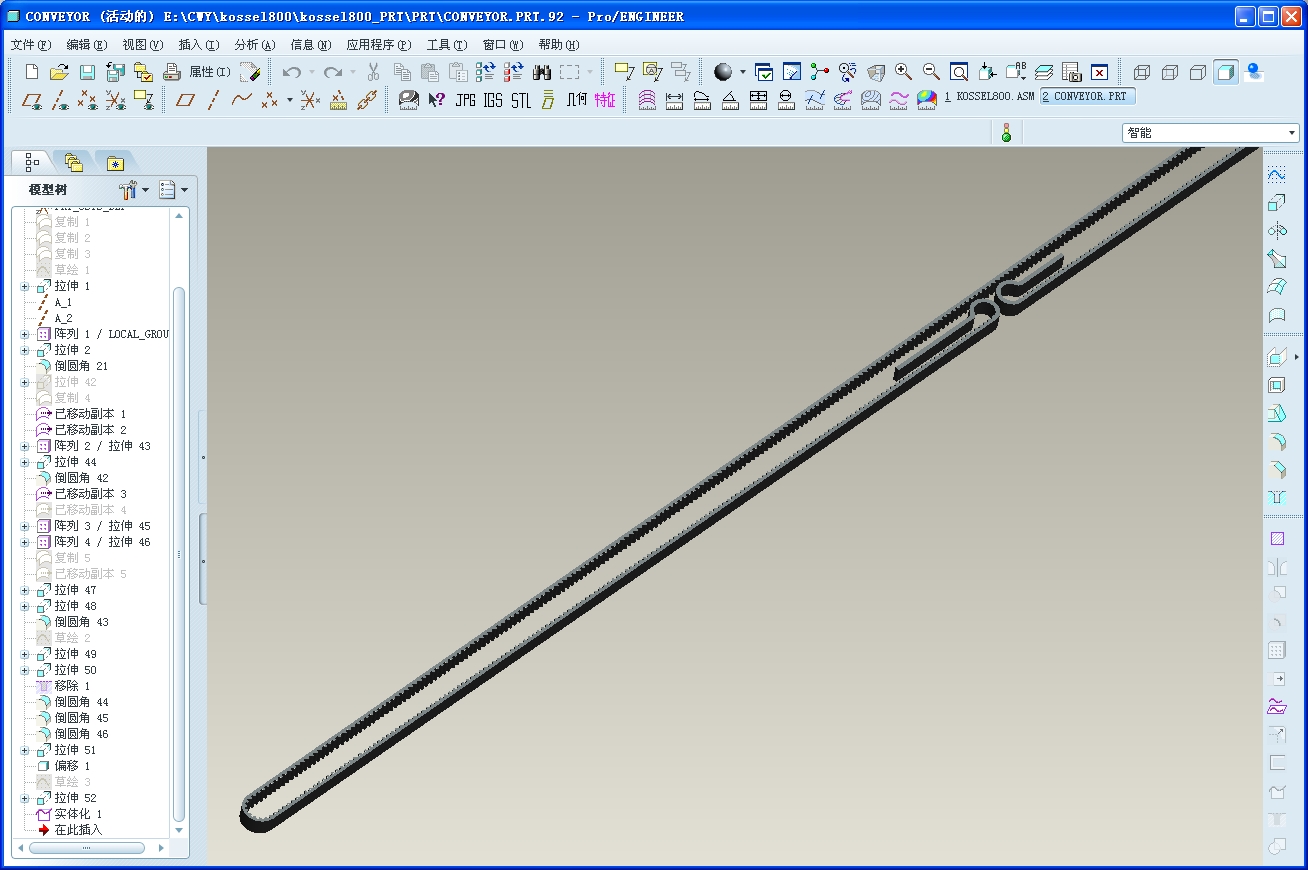 CONVEYOR (活动的) E:\CWY\kossel800\kossel800_PRT\PRT\CONVEYOR.PRT.92 - Pro/ENGINEER
文件(F) 编辑(E) 视图(V) 插入(I) 分析(A) 信息(N) 应用程序(P) 工具(T) 窗口(W) 帮助(H)
属性(I)
JPG IGS STL 几何 特征 1 KOSSEL800.ASM 2 CONVEYOR.PRT
智能
模型树
复制 1
复制 2
复制 3
草绘 1
拉伸 1
A_1
A_2
阵列 1 / LOCAL_GROU
拉伸 2
倒圆角 21
拉伸 42
复制 4
已移动副本 1
已移动副本 2
阵列 2 / 拉伸 43
拉伸 44
倒圆角 42
已移动副本 3
已移动副本 4
阵列 3 / 拉伸 45
阵列 4 / 拉伸 46
复制 5
已移动副本 5
拉伸 47
拉伸 48
倒圆角 43
草绘 2
拉伸 49
拉伸 50
移除 1
倒圆角 44
倒圆角 45
倒圆角 46
拉伸 51
偏移 1
草绘 3
拉伸 52
实体化 1
在此插入